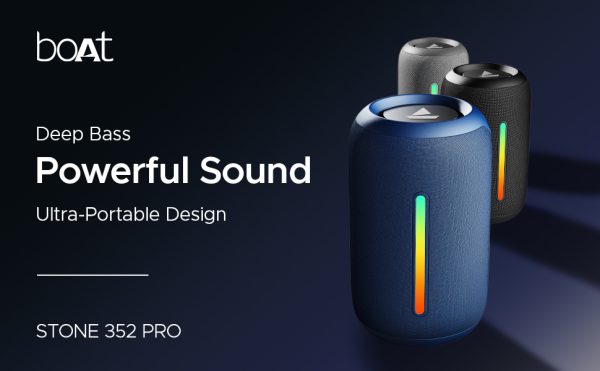 boAt
Deep Bass
Powerful Sound
Ultra-Portable Design
STONE 352 PRO